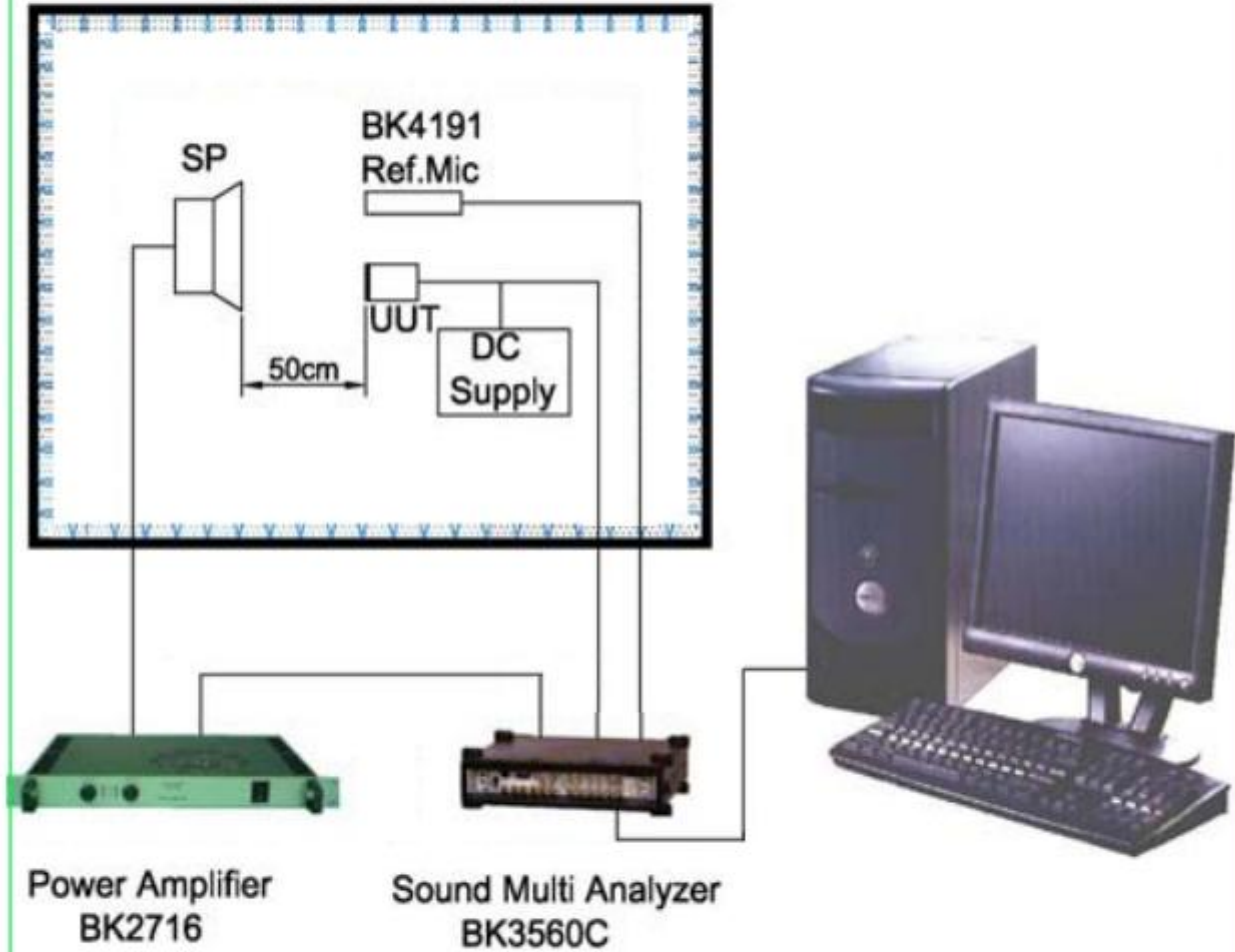 SP
BK4191
Ref.Mic
UUT
50cm
DC
Supply
Power Amplifier
BK2716
Sound Multi Analyzer
BK3560C